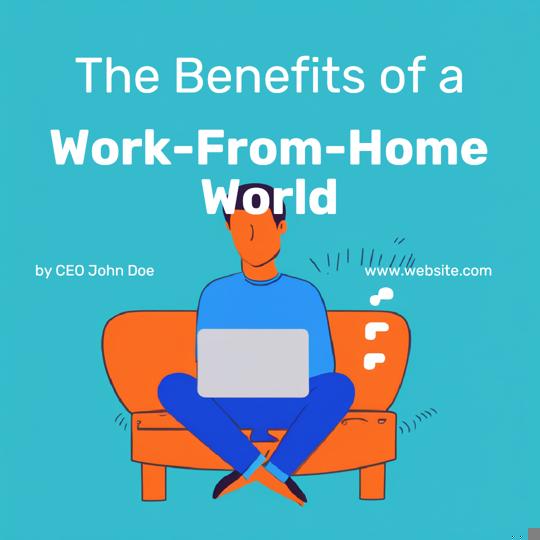 The Benefits of a
Work-From-Home
World
by CEO John Doe
www.website.com